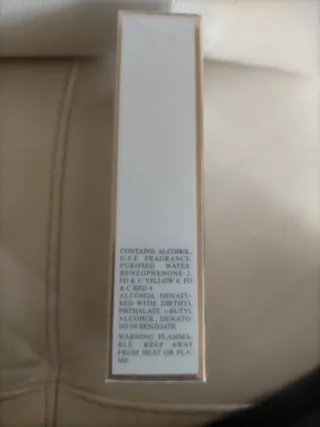 CONTAINS: ALCOHOL,
D.E.P. FRAGRANCE,
PURIFIED WATER,
BENZOPHENONE-2,
FD & C YELLOW 6, FD
& C RED 4
ALCOHOL DENATU-
RED WITH: DIETHYL
PHTHALATE t-BUTYL
ALCOHOL, DENATO-
MIUM BENZOATE
WARNING: FLAMMA-
BLE KEEP AWAY
FROM HEAT OR FLA-
ME